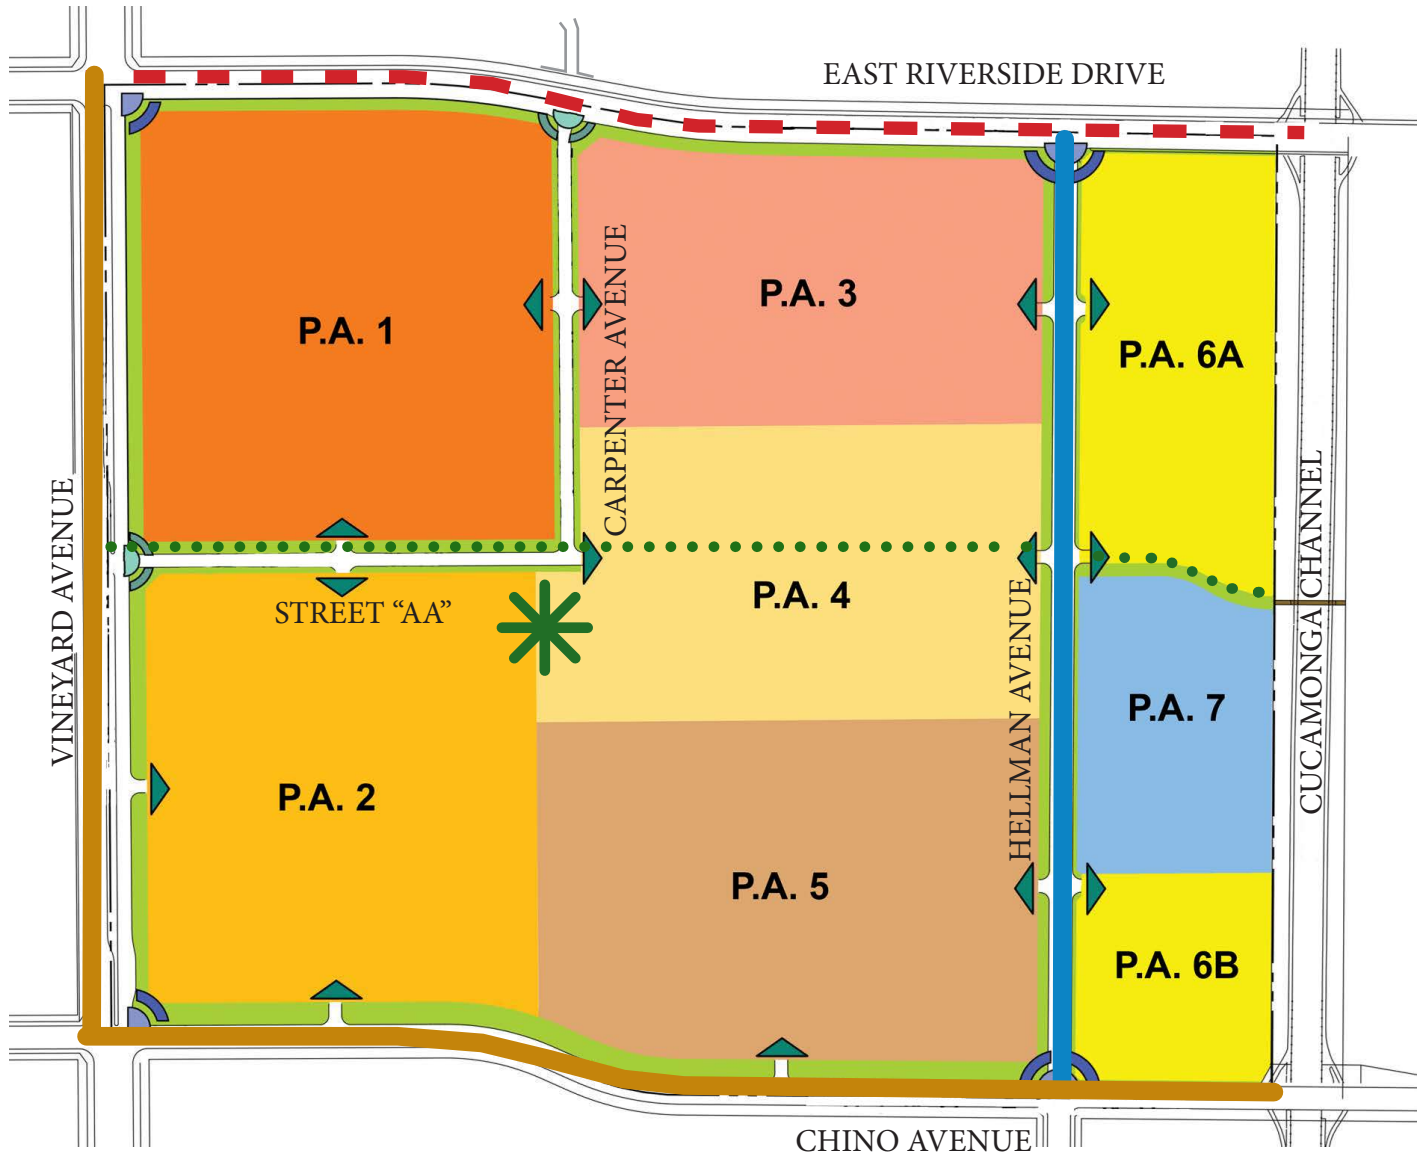 EAST RIVERSIDE DRIVE
P.A. 1
CARPENTER AVENUE
P.A. 3
P.A. 6A
VINEYARD AVENUE
STREET “AA”
P.A. 4
HELLMAN AVENUE
CUCAMONGA CHANNEL
P.A. 7
P.A. 2
P.A. 5
P.A. 6B
CHINO AVENUE